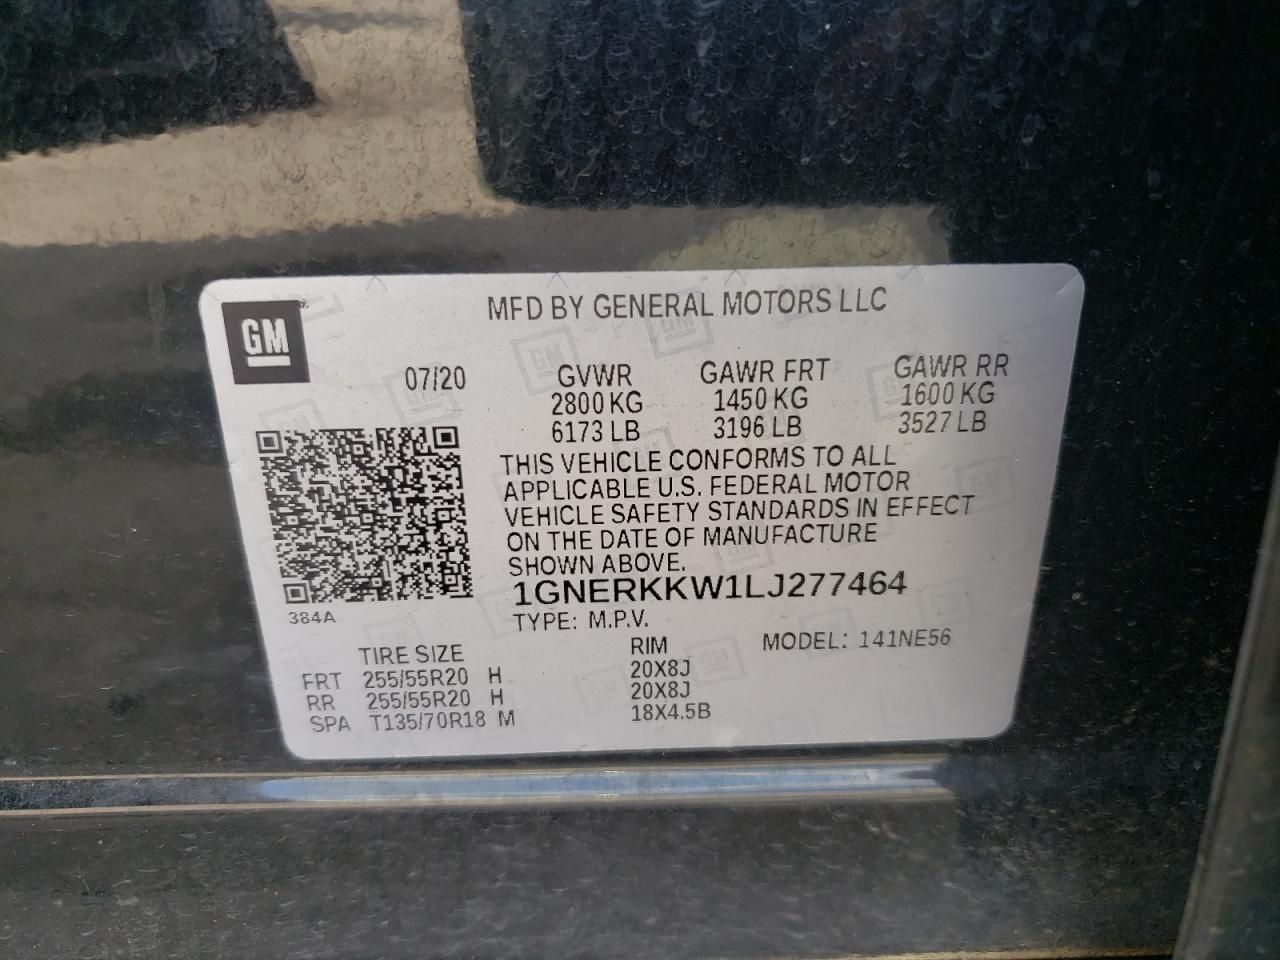 MFD BY GENERAL MOTORS LLC
GM
07/20 GVWR GAWR FRT GAWR RR
2800 KG 1450 KG 1600 KG
6173 LB 3196 LB 3527 LB
THIS VEHICLE CONFORMS TO ALL
APPLICABLE U.S. FEDERAL MOTOR
VEHICLE SAFETY STANDARDS IN EFFECT
ON THE DATE OF MANUFACTURE
SHOWN ABOVE.
1GNERKKW1LJ277464
384A
TYPE: M.P.V.
TIRE SIZE RIM MODEL: 141NE56
FRT 255/55R20 H 20X8J
RR 255/55R20 H 20X8J
SPA T135/70R18 M 18X4.5B